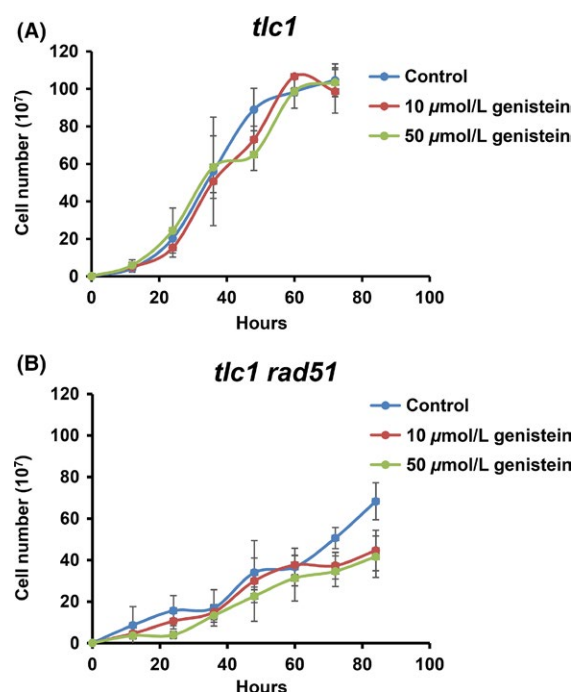 (A)
tlc1
120
100
80
60
40
20
0
Cell number (10⁷)
0 20 40 60 80 100
Hours
Control
10 µmol/L genistein
50 µmol/L genistein
(B)
tlc1 rad51
120
100
80
60
40
20
0
Cell number (10⁷)
0 20 40 60 80 100
Hours
Control
10 µmol/L genistein
50 µmol/L genistein